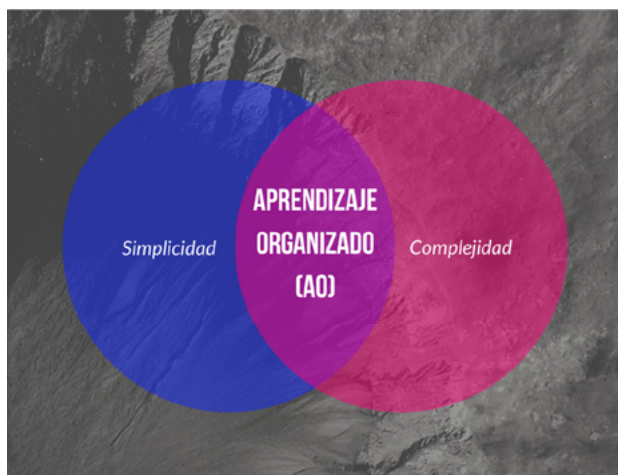 APRENDIZAJE
ORGANIZADO
(AO)
Simplicidad
Complejidad